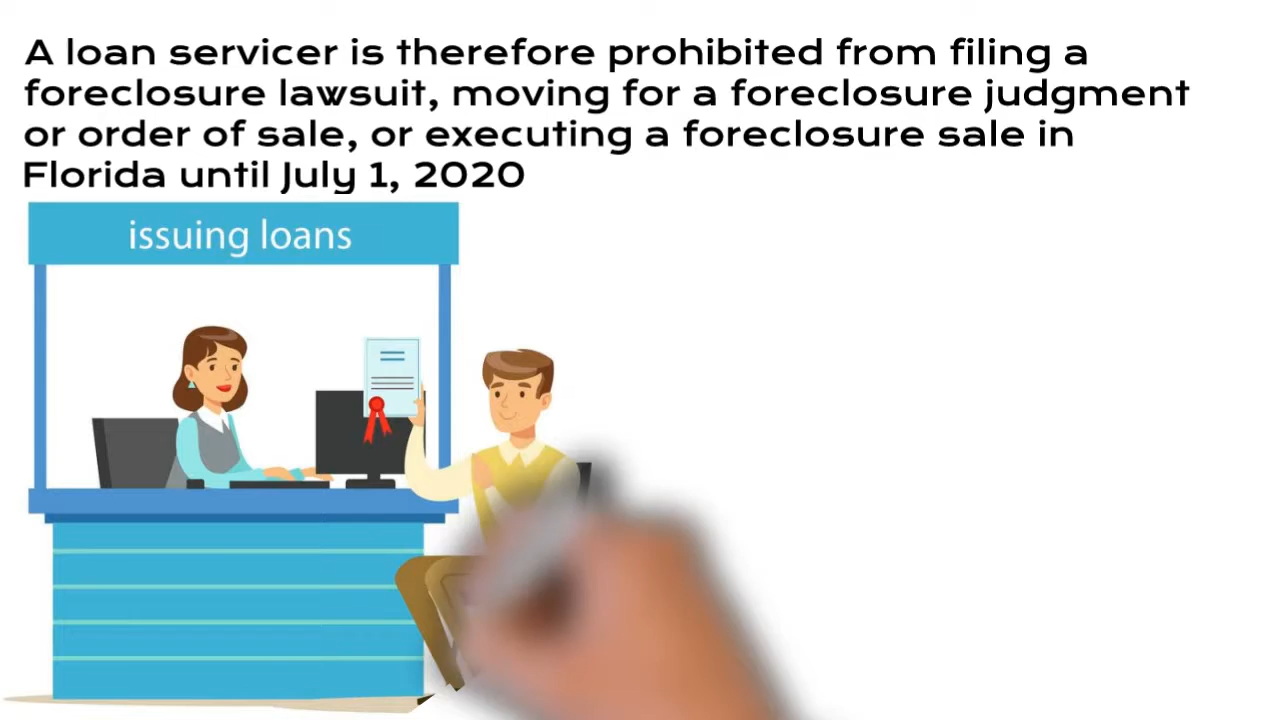 A loan servicer is therefore prohibited from filing a
foreclosure lawsuit, moving for a foreclosure judgment
or order of sale, or executing a foreclosure sale in
Florida until July 1, 2020
issuing loans